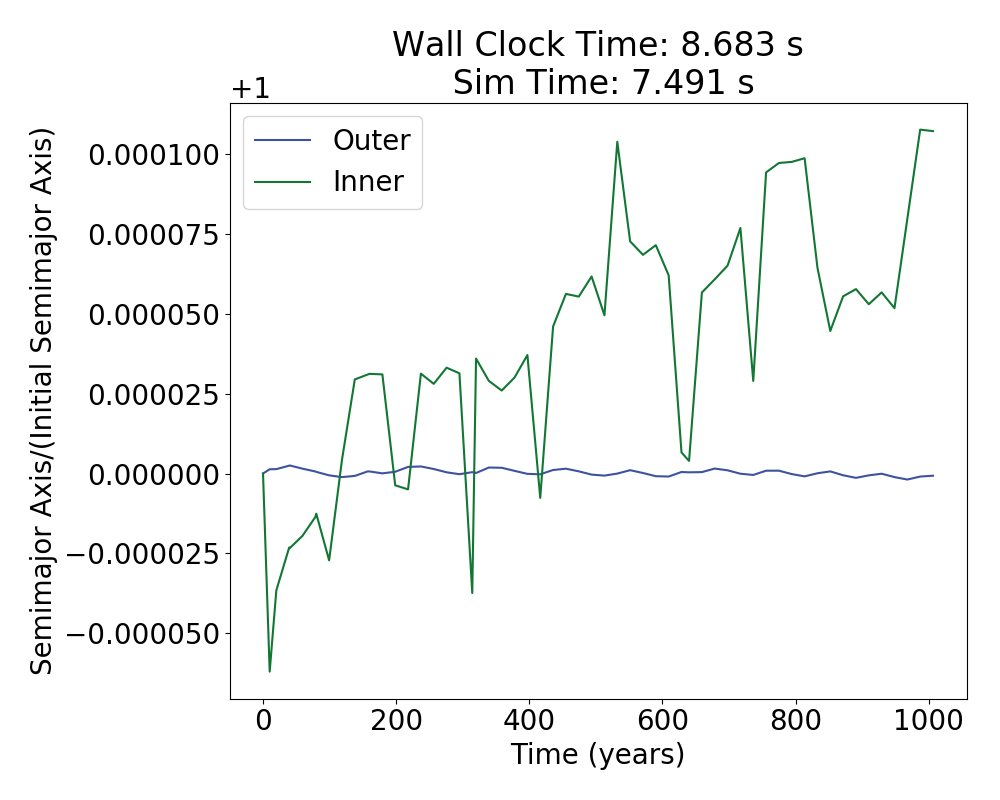 Wall Clock Time: 8.683 s
Sim Time: 7.491 s
+1
Outer
Inner
0.000100
0.000075
0.000050
0.000025
0.000000
−0.000025
−0.000050
Semimajor Axis/(Initial Semimajor Axis)
0 200 400 600 800 1000
Time (years)